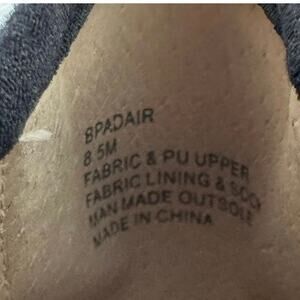 BPADAIR
8.5M
FABRIC & PU UPPER
FABRIC LINING & SOCK
MAN MADE OUTSOLE
MADE IN CHINA